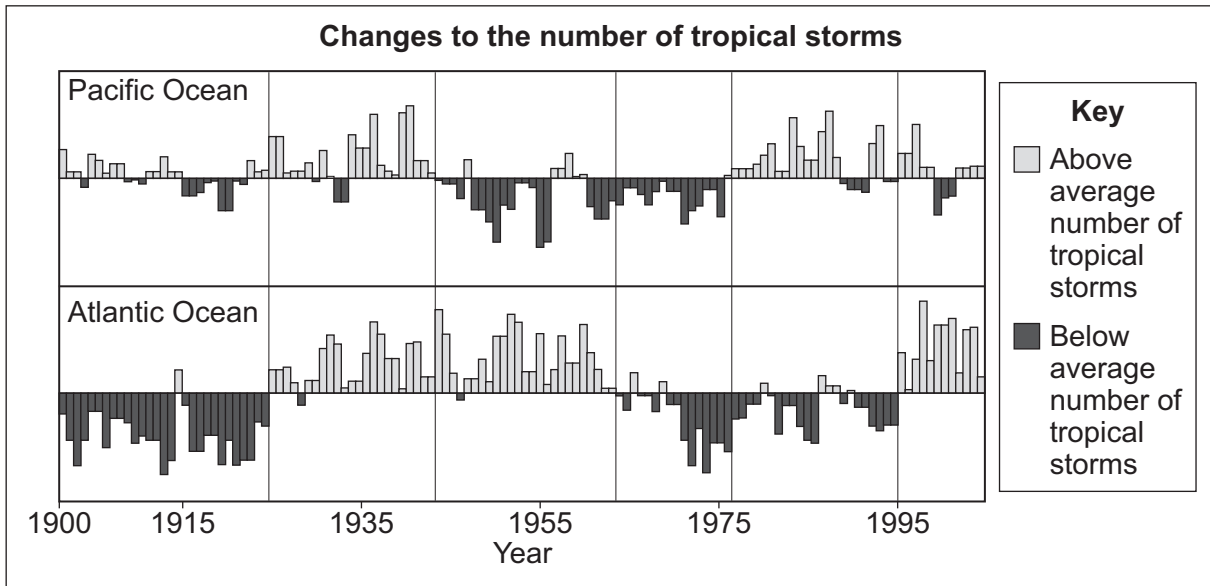 Changes to the number of tropical storms
Pacific Ocean
Atlantic Ocean
1900
1915
1935
1955
1975
1995
Year
Key
Above
average
number of
tropical
storms
Below
average
number of
tropical
storms